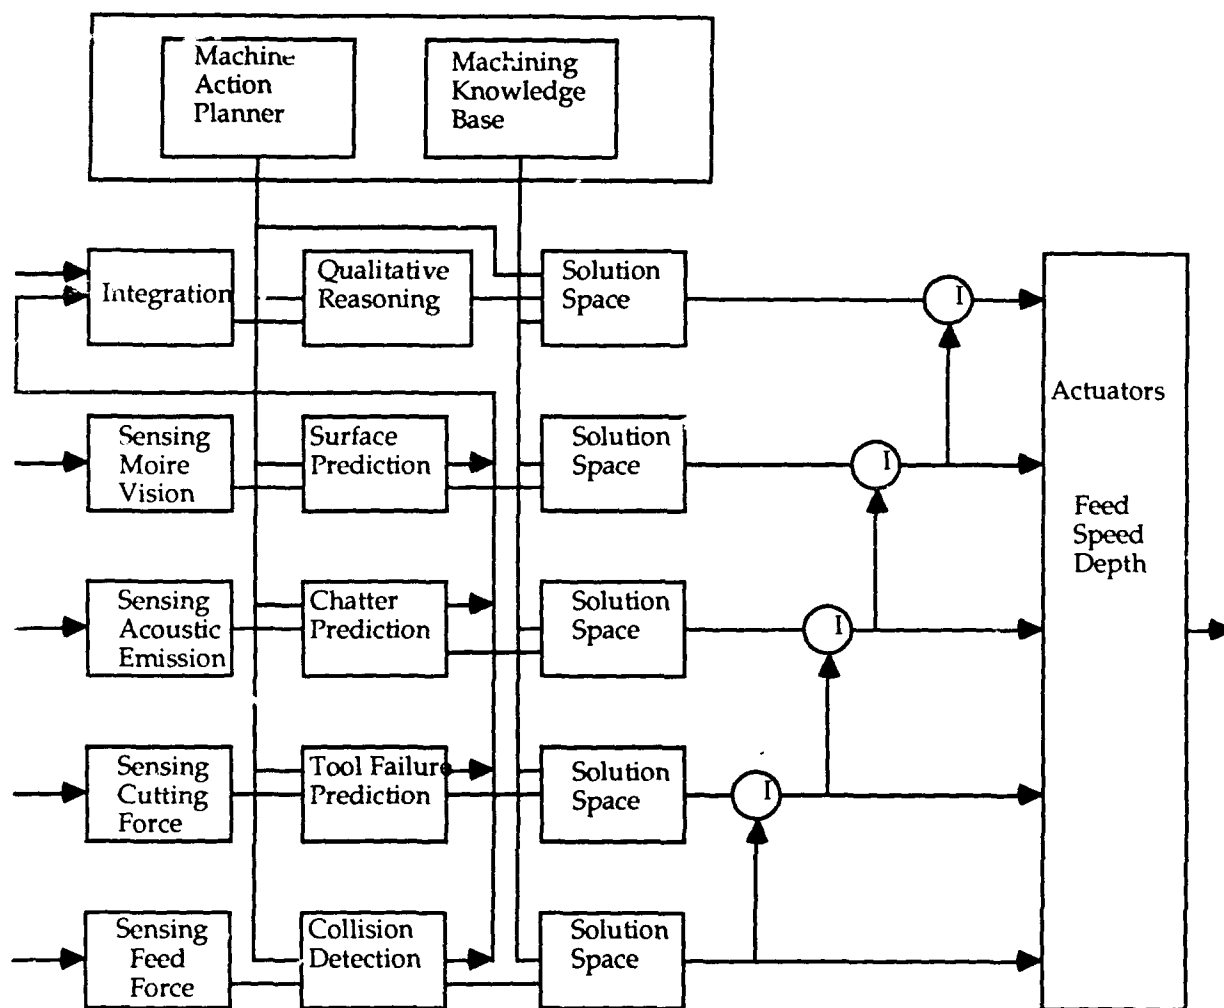 Machine
Action
Planner
Machining
Knowledge
Base
Integration
Qualitative
Reasoning
Solution
Space
I
Sensing
Moire
Vision
Surface
Prediction
Solution
Space
I
Actuators
Feed
Speed
Depth
Sensing
Acoustic
Emission
Chatter
Prediction
Solution
Space
I
Sensing
Cutting
Force
Tool Failure
Prediction
Solution
Space
I
Sensing
Feed
Force
Collision
Detection
Solution
Space